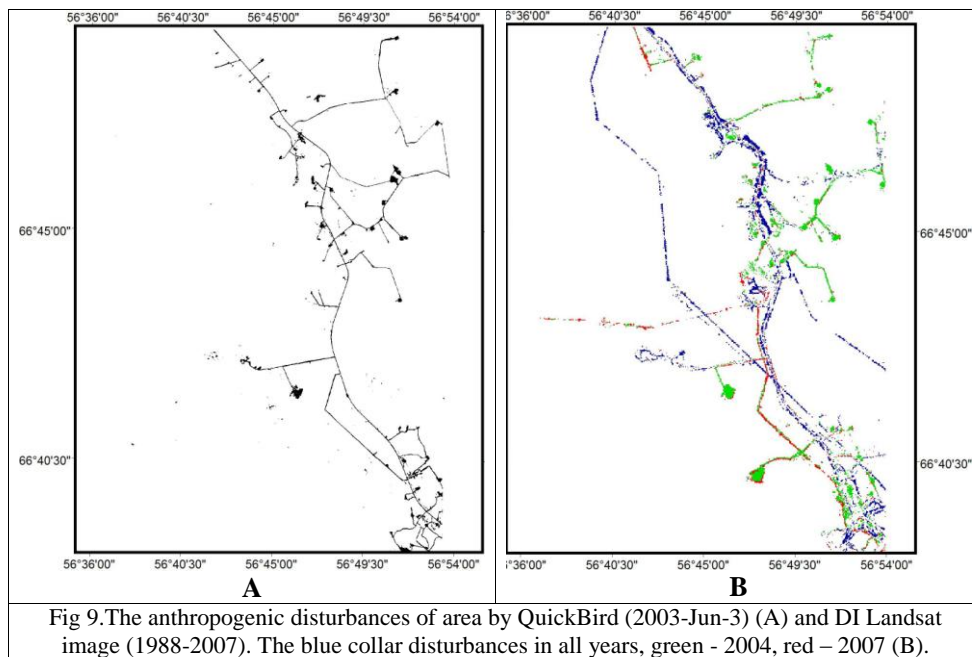 56°36'00" 56°40'30" 56°45'00" 56°49'30" 56°54'00"
56°36'00" 56°40'30" 56°45'00" 56°49'30" 56°54'00"
66°45'00"
66°45'00"
66°40'30"
66°40'30"
56°36'00" 56°40'30" 56°45'00" 56°49'30" 56°54'00"
56°36'00" 56°40'30" 56°45'00" 56°49'30" 56°54'00"
A
B
Fig 9.The anthropogenic disturbances of area by QuickBird (2003-Jun-3) (A) and DI Landsat
image (1988-2007). The blue collar disturbances in all years, green - 2004, red – 2007 (B).